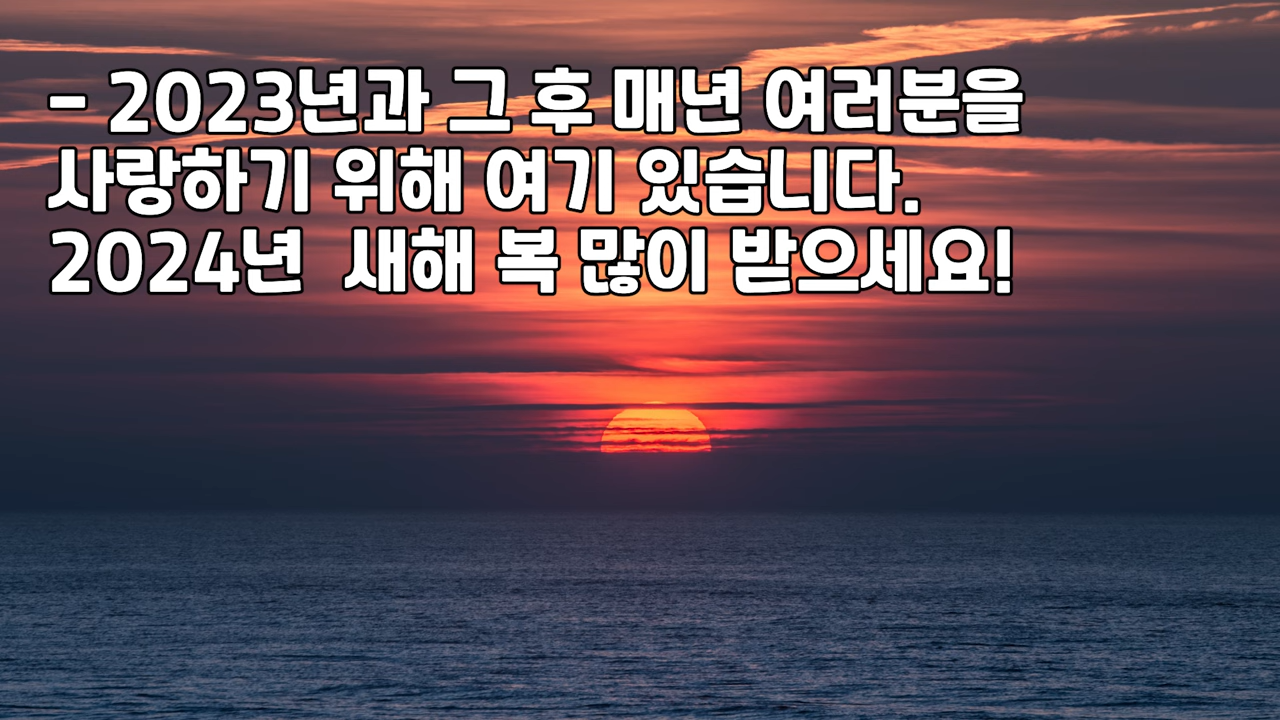 - 2023년과 그 후 매년 여러분을
사랑하기 위해 여기 있습니다.
2024년 새해 복 많이 받으세요!